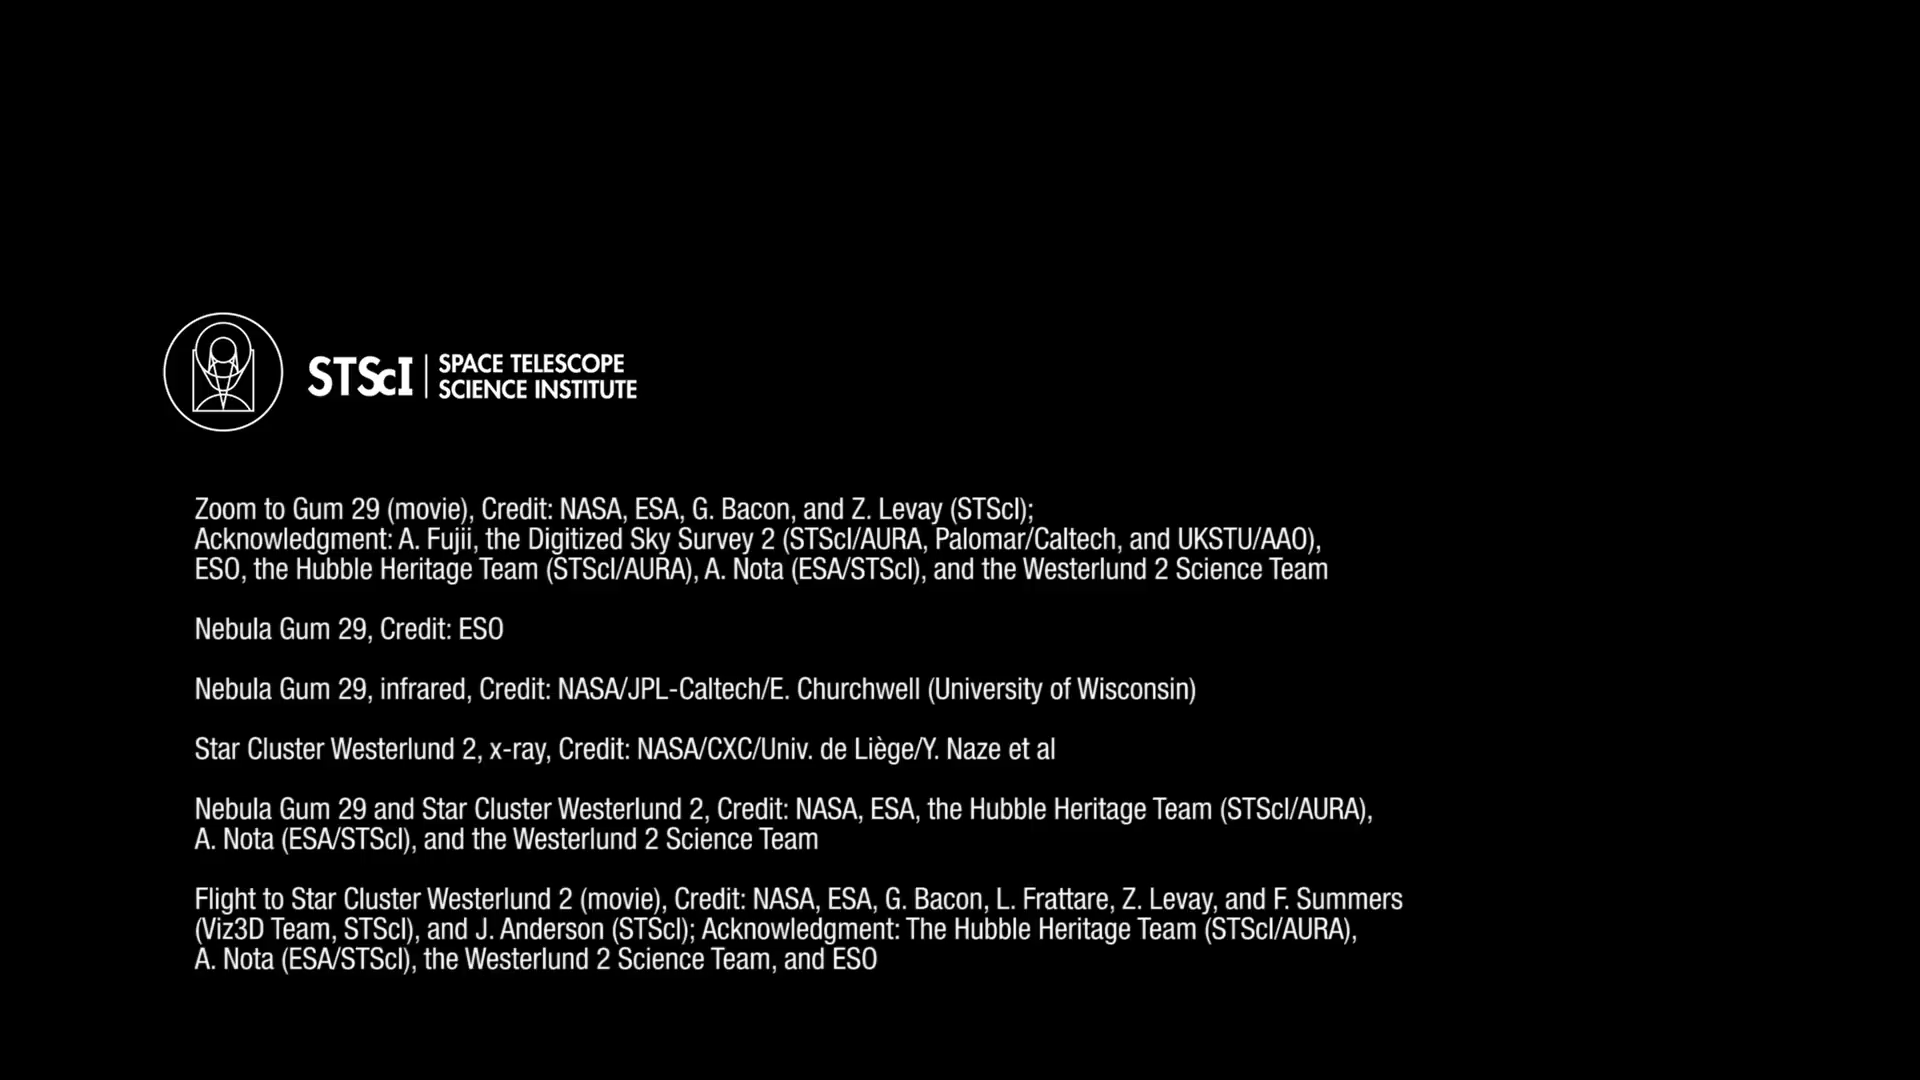 STScI | SPACE TELESCOPE
SCIENCE INSTITUTE
Zoom to Gum 29 (movie), Credit: NASA, ESA, G. Bacon, and Z. Levay (STScI);
Acknowledgment: A. Fujii, the Digitized Sky Survey 2 (STScI/AURA, Palomar/Caltech, and UKSTU/AAO),
ESO, the Hubble Heritage Team (STScI/AURA), A. Nota (ESA/STScI), and the Westerlund 2 Science Team
Nebula Gum 29, Credit: ESO
Nebula Gum 29, infrared, Credit: NASA/JPL-Caltech/E. Churchwell (University of Wisconsin)
Star Cluster Westerlund 2, x-ray, Credit: NASA/CXC/Univ. de Liège/Y. Naze et al
Nebula Gum 29 and Star Cluster Westerlund 2, Credit: NASA, ESA, the Hubble Heritage Team (STScI/AURA),
A. Nota (ESA/STScI), and the Westerlund 2 Science Team
Flight to Star Cluster Westerlund 2 (movie), Credit: NASA, ESA, G. Bacon, L. Frattare, Z. Levay, and F. Summers
(Viz3D Team, STScI), and J. Anderson (STScI); Acknowledgment: The Hubble Heritage Team (STScI/AURA),
A. Nota (ESA/STScI), the Westerlund 2 Science Team, and ESO